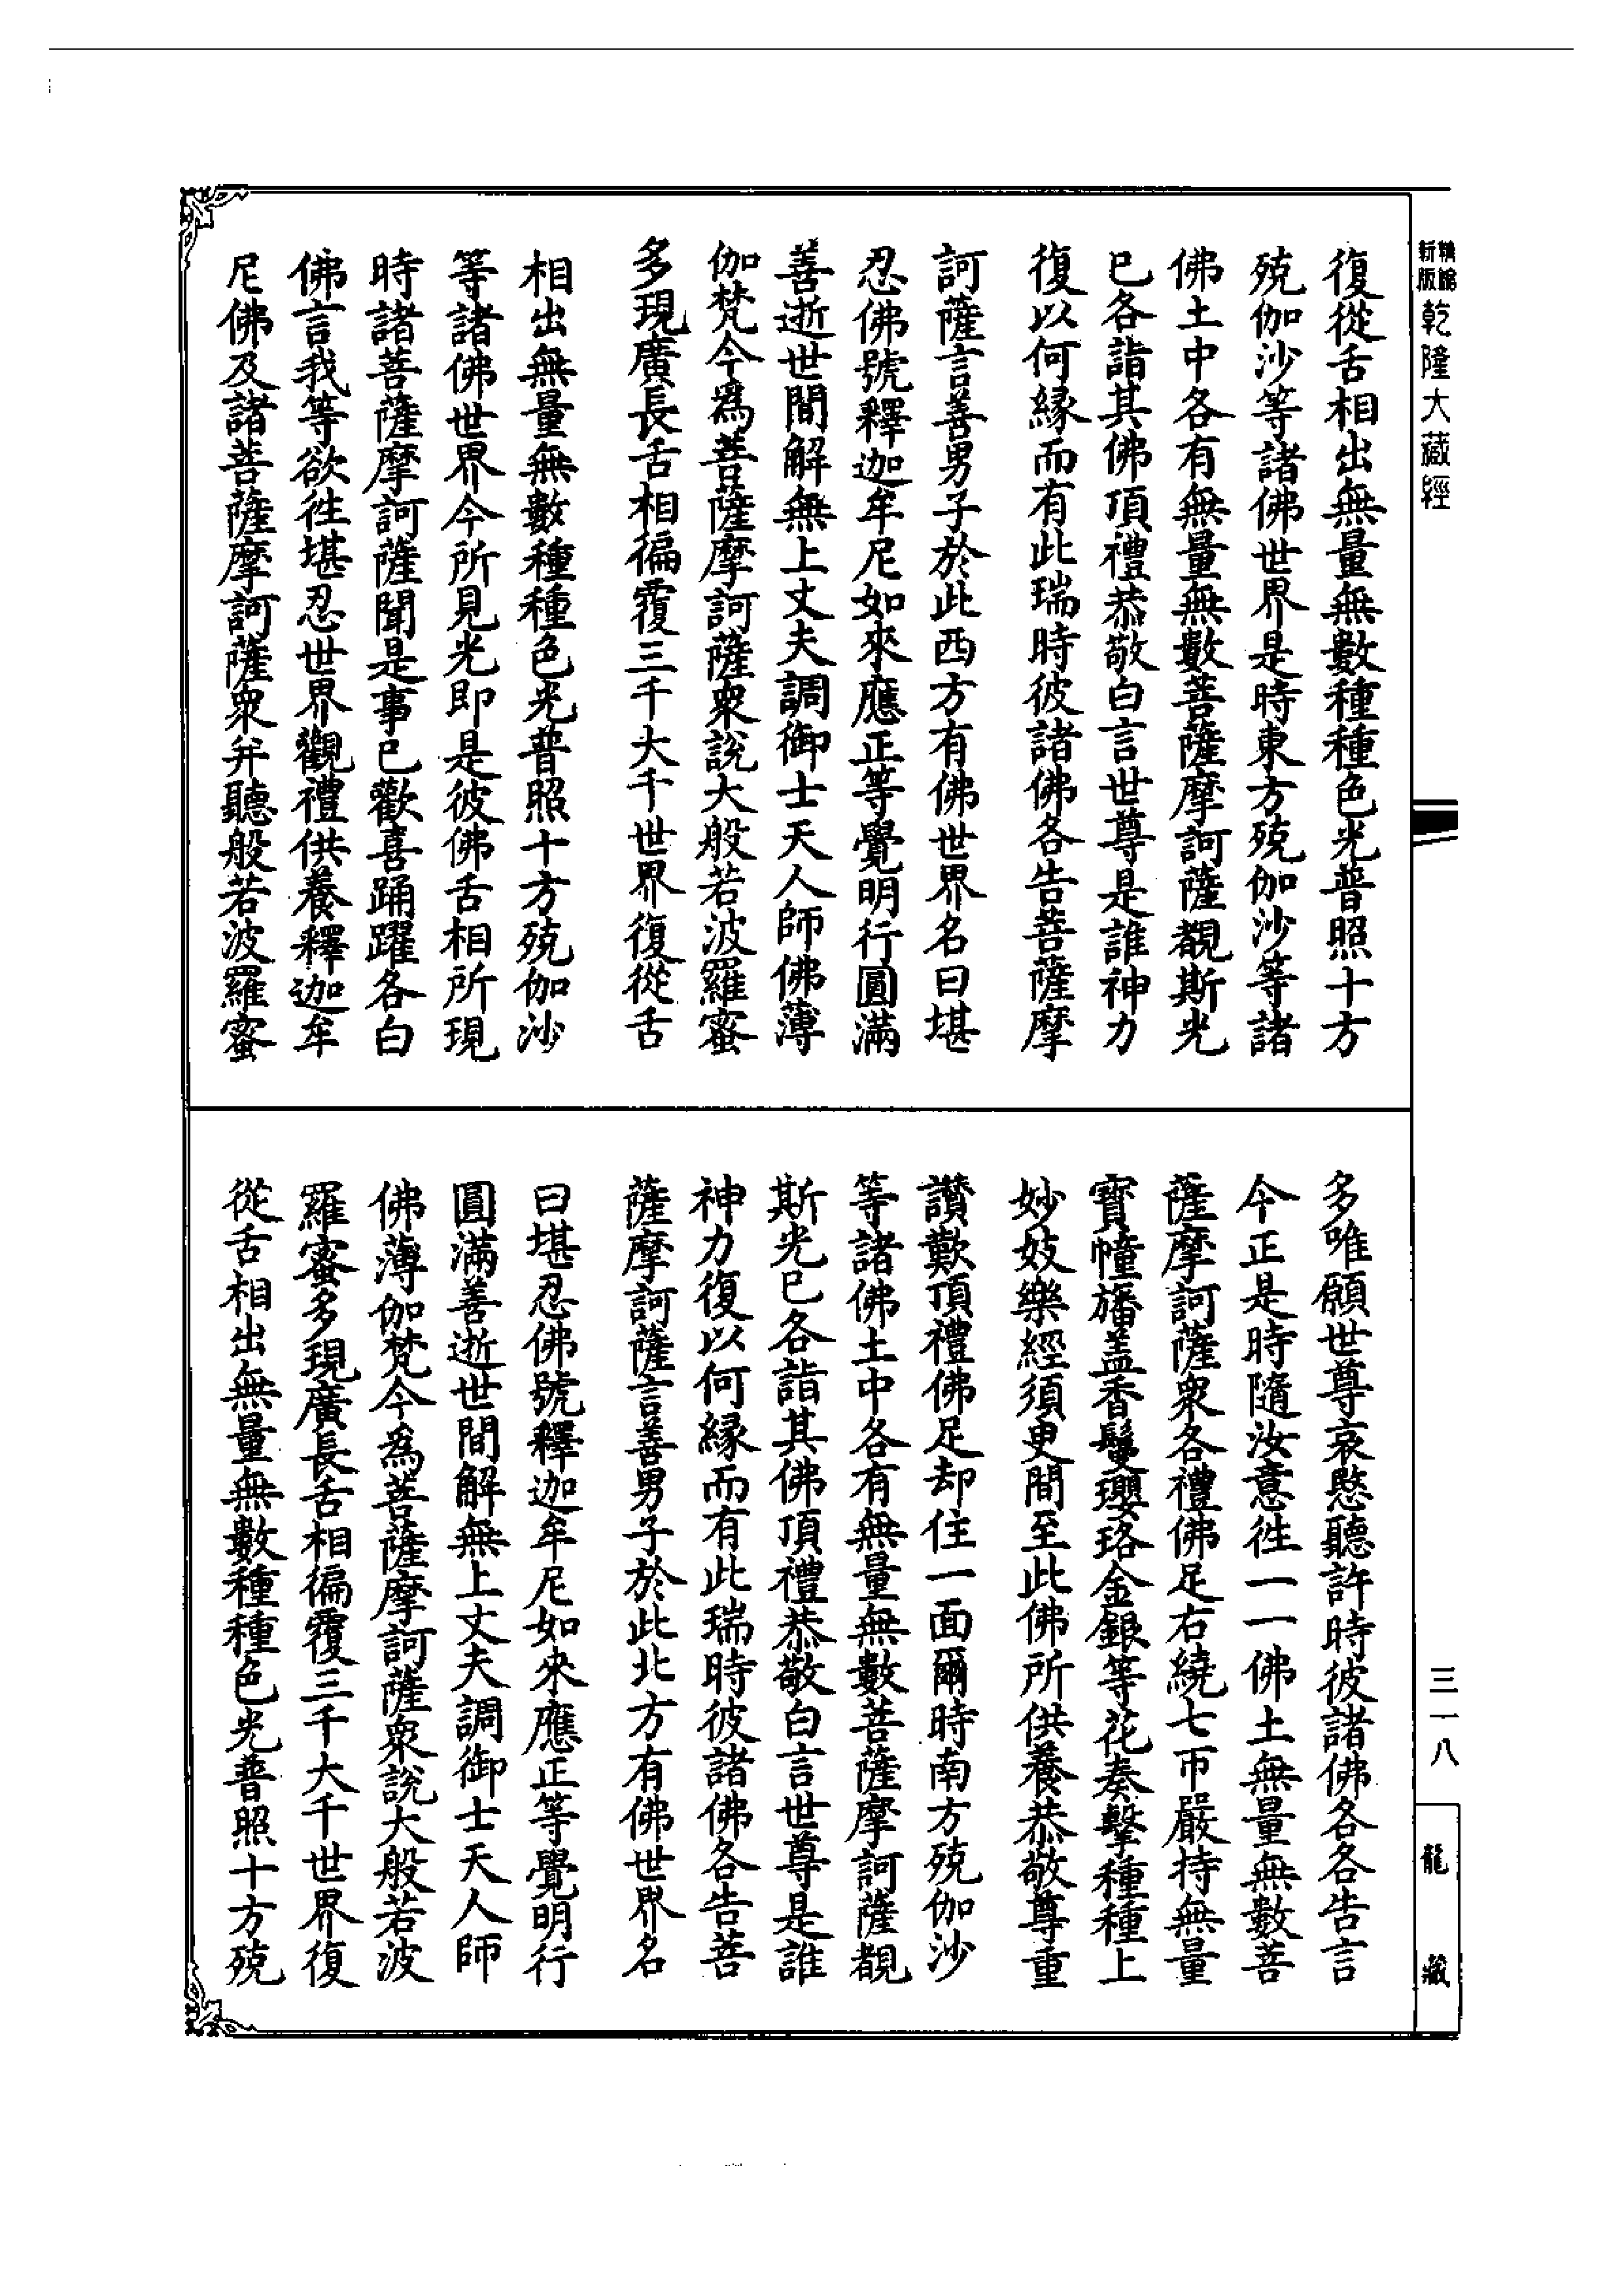 新版精縮
乾隆大藏經
復從舌相出無量無數種種色光普照十方
殑伽沙等諸佛世界是時東方殑伽沙等諸
佛土中各有無量無數菩薩摩訶薩覩斯光
已各詣其佛頂禮恭敬白言世尊是誰神力
復以何緣而有此瑞時彼諸佛各告菩薩摩
訶薩言善男子於此西方有佛世界名曰堪
忍佛號釋迦牟尼如來應正等覺明行圓滿
善逝世間解無上丈夫調御士天人師佛薄
伽梵今為菩薩摩訶薩衆說大般若波羅蜜
多現廣長舌相徧覆三千大千世界復從舌
相出無量無數種種色光普照十方殑伽沙
等諸佛世界今所見光即是彼佛舌相所現
時諸菩薩摩訶薩聞是事已歡喜踊躍各白
佛言我等欲徃堪忍世界觀禮供養釋迦牟
尼佛及諸菩薩摩訶薩衆并聽般若波羅蜜
多唯願世尊哀愍聽許時彼諸佛各各告言
今正是時隨汝意徃一一佛土無量無數菩
薩摩訶薩衆各禮佛足右繞七帀嚴持無量
寶幢旛盖香鬘瓔珞金銀等花奏擊種種上
妙妓樂經須更間至此佛所供養恭敬尊重
讚歎頂禮佛足却住一面爾時南方殑伽沙
等諸佛土中各有無量無數菩薩摩訶薩覩
斯光已各詣其佛頂禮恭敬白言世尊是誰
神力復以何緣而有此瑞時彼諸佛各告菩
薩摩訶薩言善男子於此北方有佛世界名
曰堪忍佛號釋迦牟尼如來應正等覺明行
圓滿善逝世間解無上丈夫調御士天人師
佛薄伽梵今為菩薩摩訶薩衆說大般若波
羅蜜多現廣長舌相徧覆三千大千世界復
從舌相出無量無數種種色光普照十方殑
三一八
龍藏